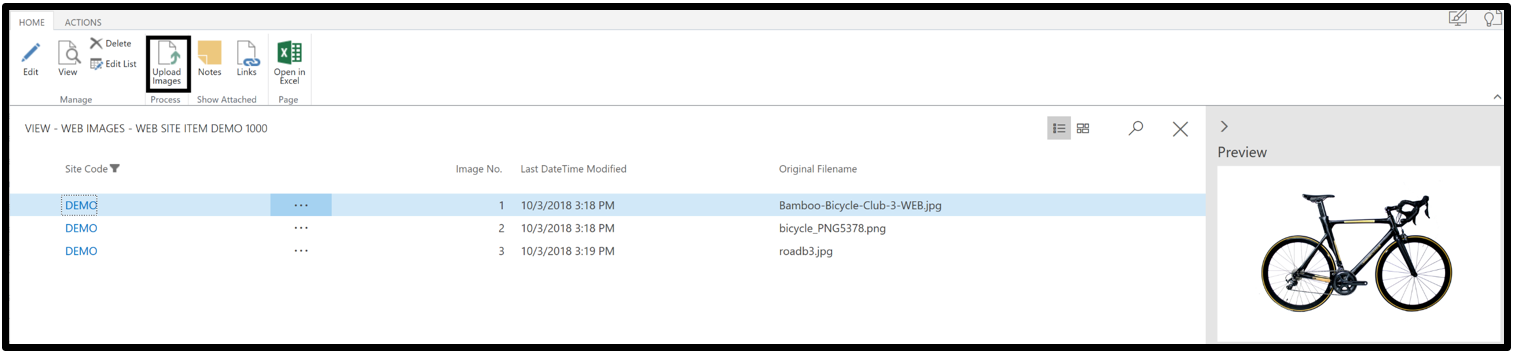 HOME ACTIONS
Edit
View
Delete
Edit List
Manage
Upload
Images
Process
Notes
Links
Show Attached
Open in
Excel
Page
VIEW - WEB IMAGES - WEB SITE ITEM DEMO 1000
Preview
Site Code Image No. Last DateTime Modified Original Filename
DEMO ... 1 10/3/2018 3:18 PM Bamboo-Bicycle-Club-3-WEB.jpg
DEMO ... 2 10/3/2018 3:18 PM bicycle_PNG5378.png
DEMO ... 3 10/3/2018 3:19 PM roadb3.jpg